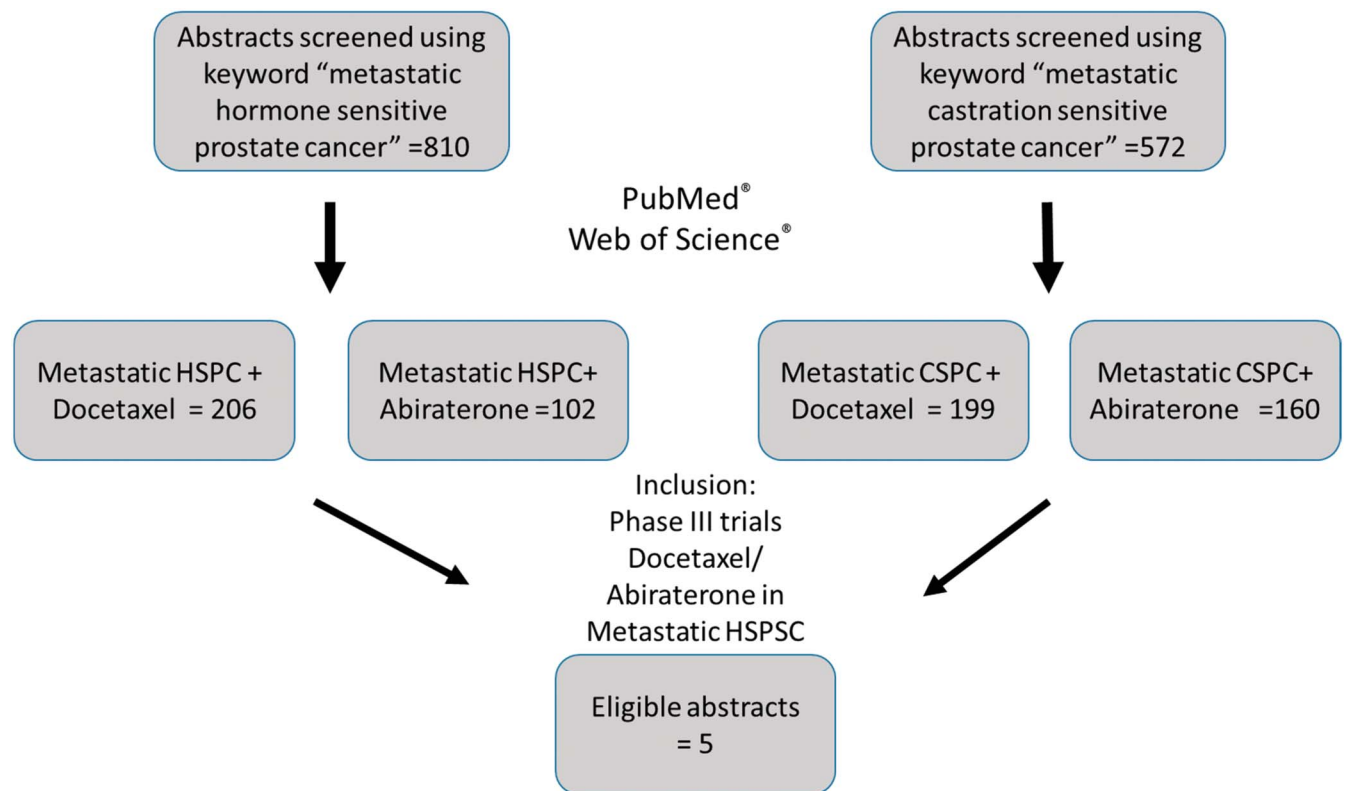 Abstracts screened using
keyword “metastatic
hormone sensitive
prostate cancer” =810
Abstracts screened using
keyword “metastatic
castration sensitive
prostate cancer” =572
PubMed®
Web of Science®
Metastatic HSPC +
Docetaxel = 206
Metastatic HSPC+
Abiraterone =102
Metastatic CSPC +
Docetaxel = 199
Metastatic CSPC+
Abiraterone =160
Inclusion:
Phase III trials
Docetaxel/
Abiraterone in
Metastatic HSPSC
Eligible abstracts
= 5